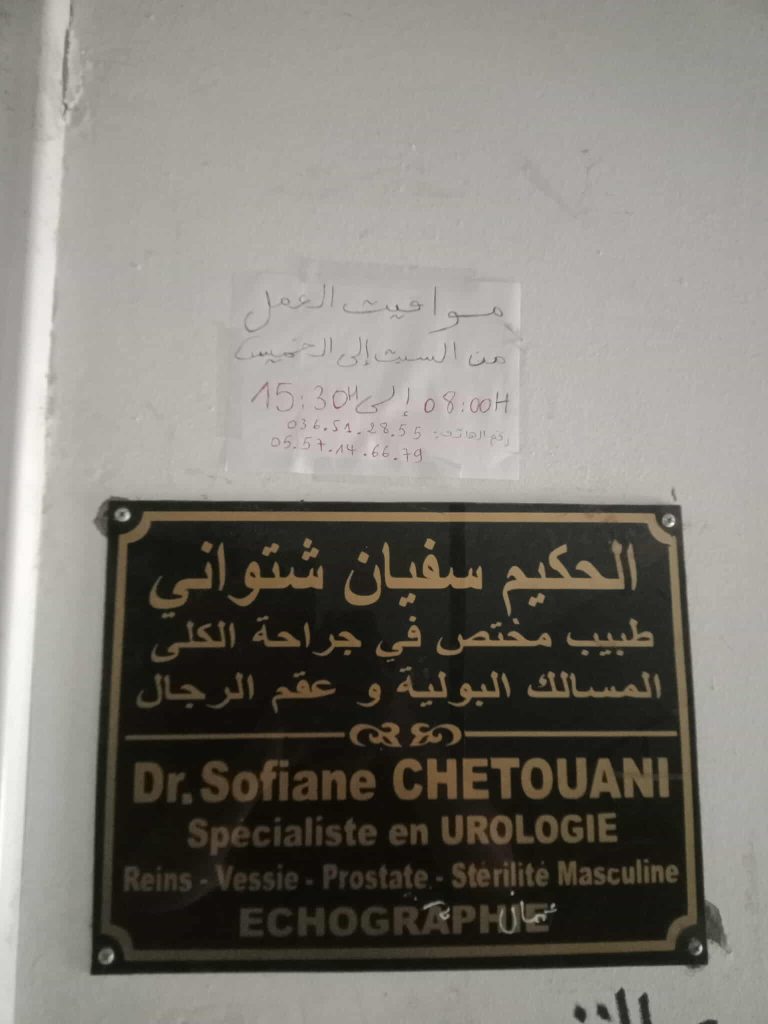 مواقيت العمل
من السبت إلى الخميس
08:00H إلى 15:30H
رقم الهاتف: 036.51.28.55
05.57.14.66.79
الحكيم سفيان شتواني
طبيب مختص في جراحة الكلى
المسالك البولية و عقم الرجال
Dr. Sofiane CHETOUANI
Spécialiste en UROLOGIE
Reins - Vessie - Prostate - Stérilité Masculine
ECHOGRAPHIE